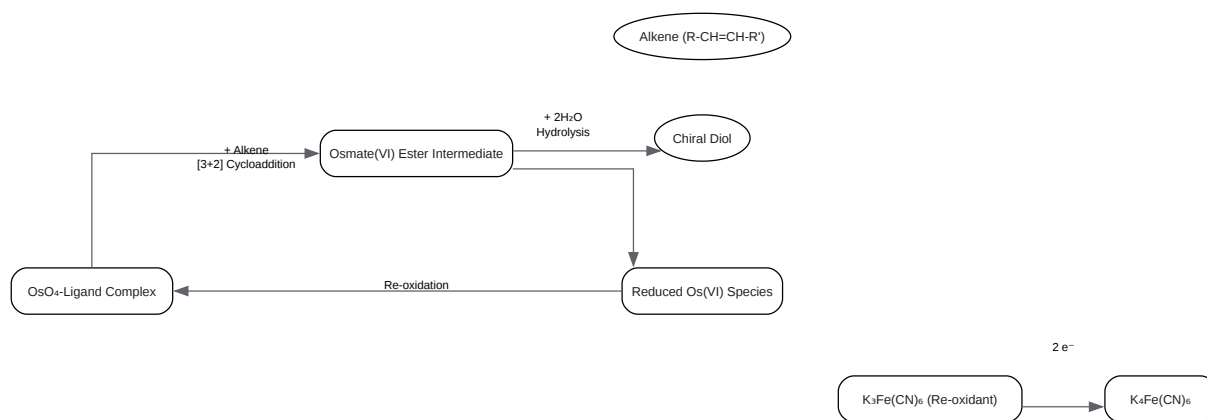 Alkene (R-CH=CH-R')
+ 2H₂O
Hydrolysis
Chiral Diol
+ Alkene
[3+2] Cycloaddition
Osmate(VI) Ester Intermediate
OsO₄-Ligand Complex
Re-oxidation
Reduced Os(VI) Species
2 e⁻
K₃Fe(CN)₆ (Re-oxidant)
K₄Fe(CN)₆